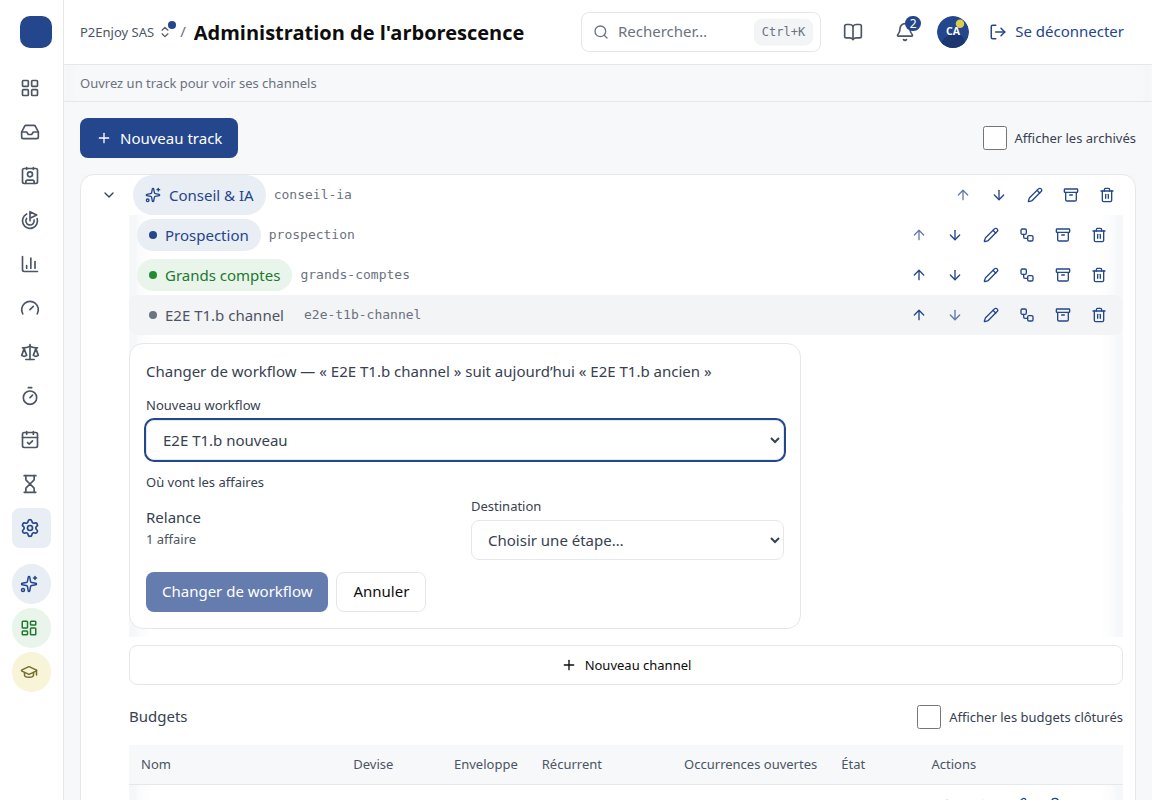 P2Enjoy SAS / Administration de l'arborescence
Rechercher... Ctrl+K
2
CA
Se déconnecter
Ouvrez un track pour voir ses channels
Nouveau track
Afficher les archivés
Conseil & IA conseil-ia
Prospection prospection
Grands comptes grands-comptes
E2E T1.b channel e2e-t1b-channel
Changer de workflow — « E2E T1.b channel » suit aujourd’hui « E2E T1.b ancien »
Nouveau workflow
E2E T1.b nouveau
Où vont les affaires
Relance
1 affaire
Destination
Choisir une étape…
Changer de workflow
Annuler
Nouveau channel
Budgets
Afficher les budgets clôturés
Nom Devise Enveloppe Récurrent Occurrences ouvertes État Actions